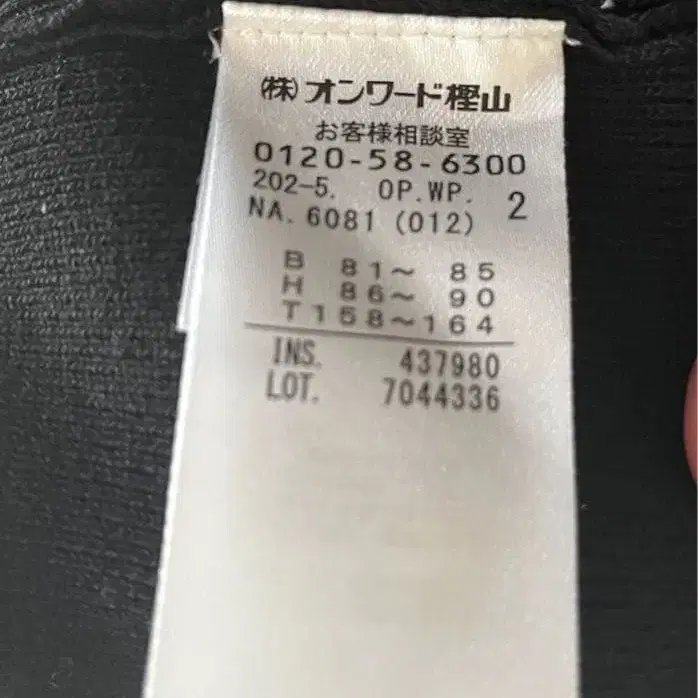 ㈱オンワード樫山
お客様相談室
0120-58-6300
202-5. OP.WP. 2
NA. 6081 (012)
B 81～ 85
H 86～ 90
T 158～164
INS. 437980
LOT. 7044336